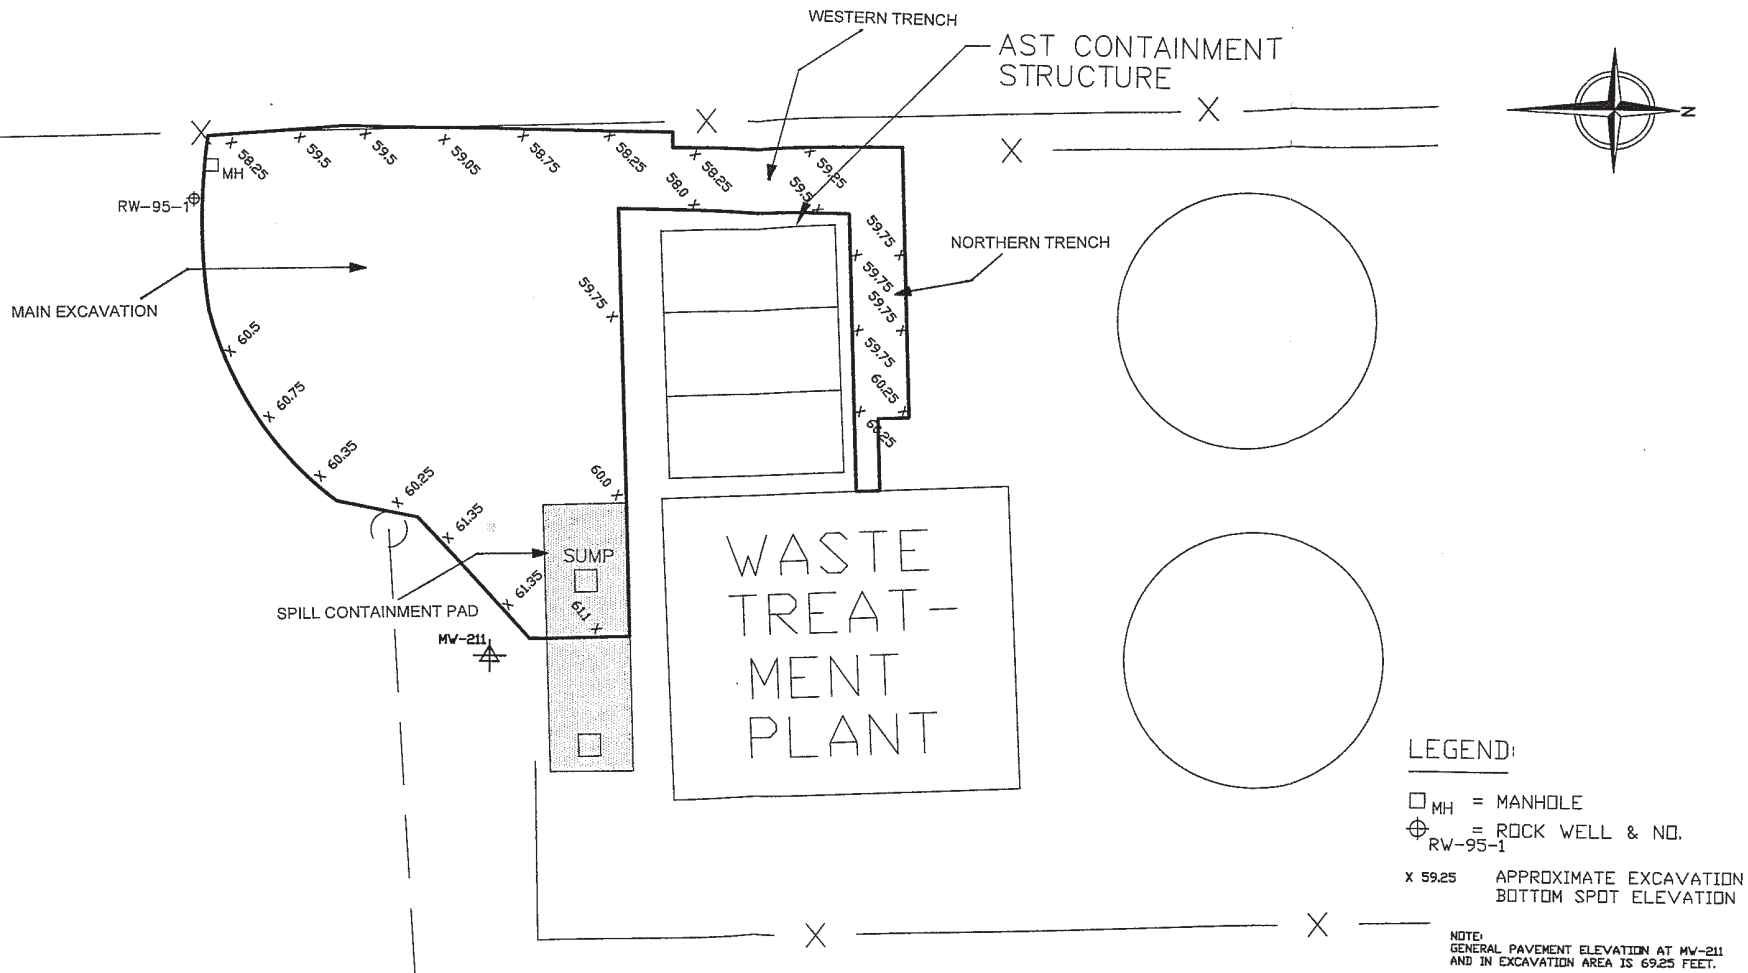 WESTERN TRENCH
AST CONTAINMENT
STRUCTURE
N
58.25
59.5
59.5
59.05
58.75
58.25
58.25
59.25
MH
58.0
59.5
RW-95-1
59.75
NORTHERN TRENCH
59.75
59.75
59.75
MAIN EXCAVATION
60.5
59.75
60.75
60.25
60.25
60.35
60.25
60.0
61.35
WASTE
TREAT-
MENT
PLANT
SUMP
61.35
61.1
SPILL CONTAINMENT PAD
MW-211
LEGEND:
MH = MANHOLE
= ROCK WELL & NO.
RW-95-1
X 59.25 APPROXIMATE EXCAVATION
BOTTOM SPOT ELEVATION
NOTE:
GENERAL PAVEMENT ELEVATION AT MW-211
AND IN EXCAVATION AREA IS 69.25 FEET.